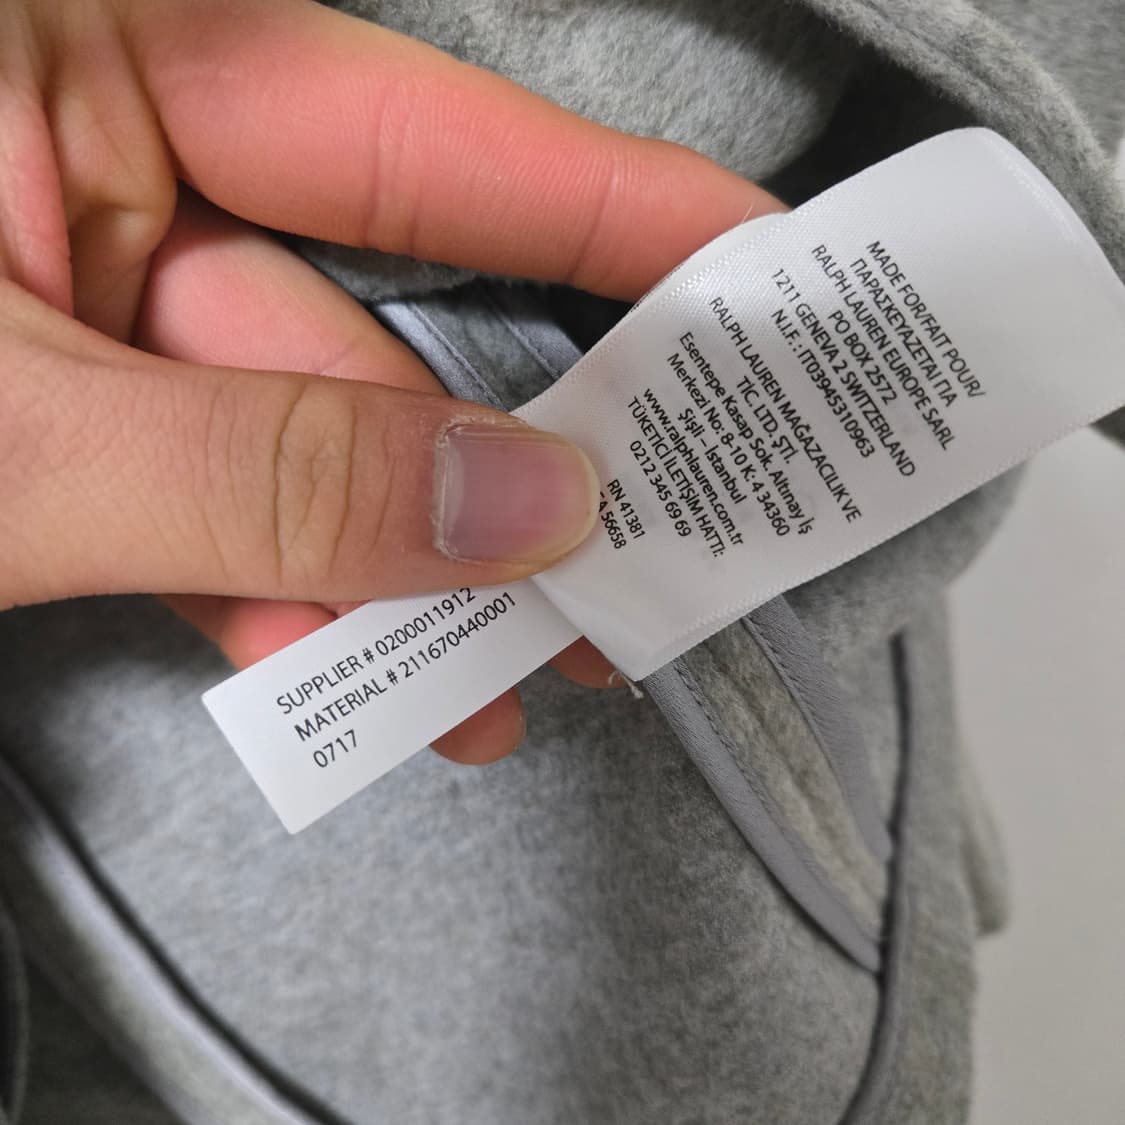 MADE FOR/FAIT POUR/
ΠΑΡΑΣΚΕΥΑΖΕΤΑΙ ΓΙΑ
RALPH LAUREN EUROPE SARL
PO BOX 2572
1211 GENEVA 2 SWITZERLAND
N.I.F.: IT03945310963
RALPH LAUREN MAĞAZACILIK VE
TİC. LTD. ŞTİ.
Esentepe Kasap Sok. Altınay İş
Merkezi No: 8-10 K: 4 34360
Şişli – İstanbul
www.ralphlauren.com.tr
TÜKETİCİ İLETİŞİM HATTI:
0212 345 69 69
RN 41381
56658
SUPPLIER # 0200011912
MATERIAL # 211670440001
0717